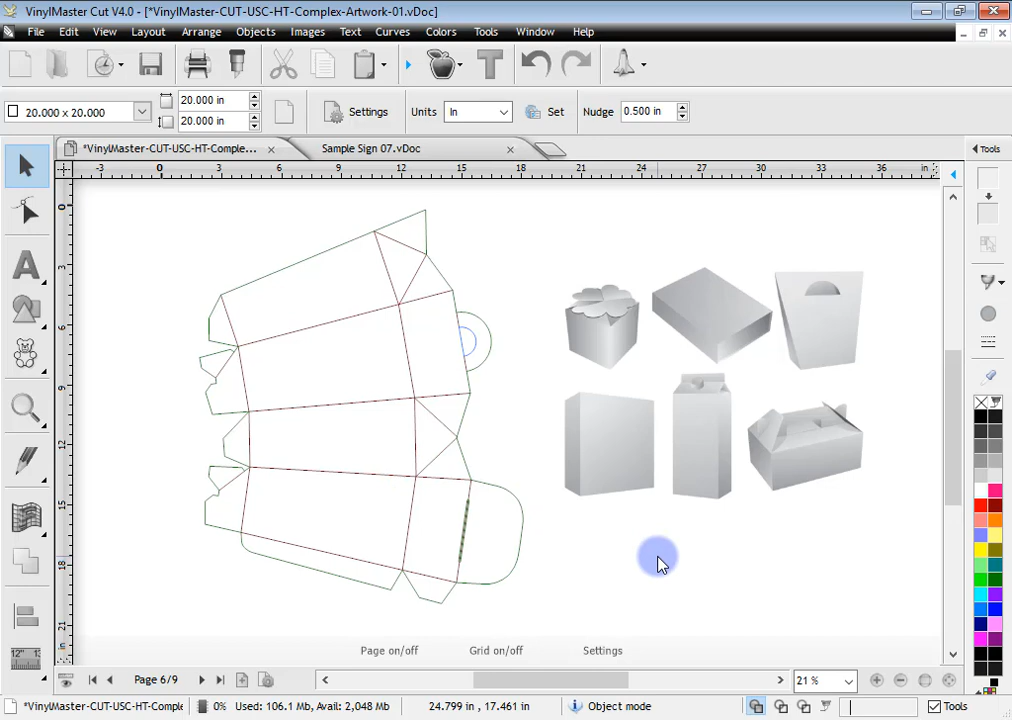 VinylMaster Cut V4.0 - [*VinylMaster-CUT-USC-HT-Complex-Artwork-01.vDoc]
File Edit View Layout Arrange Objects Images Text Curves Colors Tools Window Help
20.000 x 20.000
20.000 in
20.000 in
Settings
Units
In
Set
Nudge
0.500 in
*VinylMaster-CUT-USC-HT-Comple...
Sample Sign 07.vDoc
Tools
-3 0 3 6 9 12 15 18 21 24 27 30 33 36 in
0
3
6
9
12
15
18
21
12"
Page on/off
Grid on/off
Settings
Page 6/9
21 %
*VinylMaster-CUT-USC-HT-Comple
0%
Used: 106.1 Mb, Avail: 2,048 Mb
24.799 in , 17.461 in
Object mode
Tools